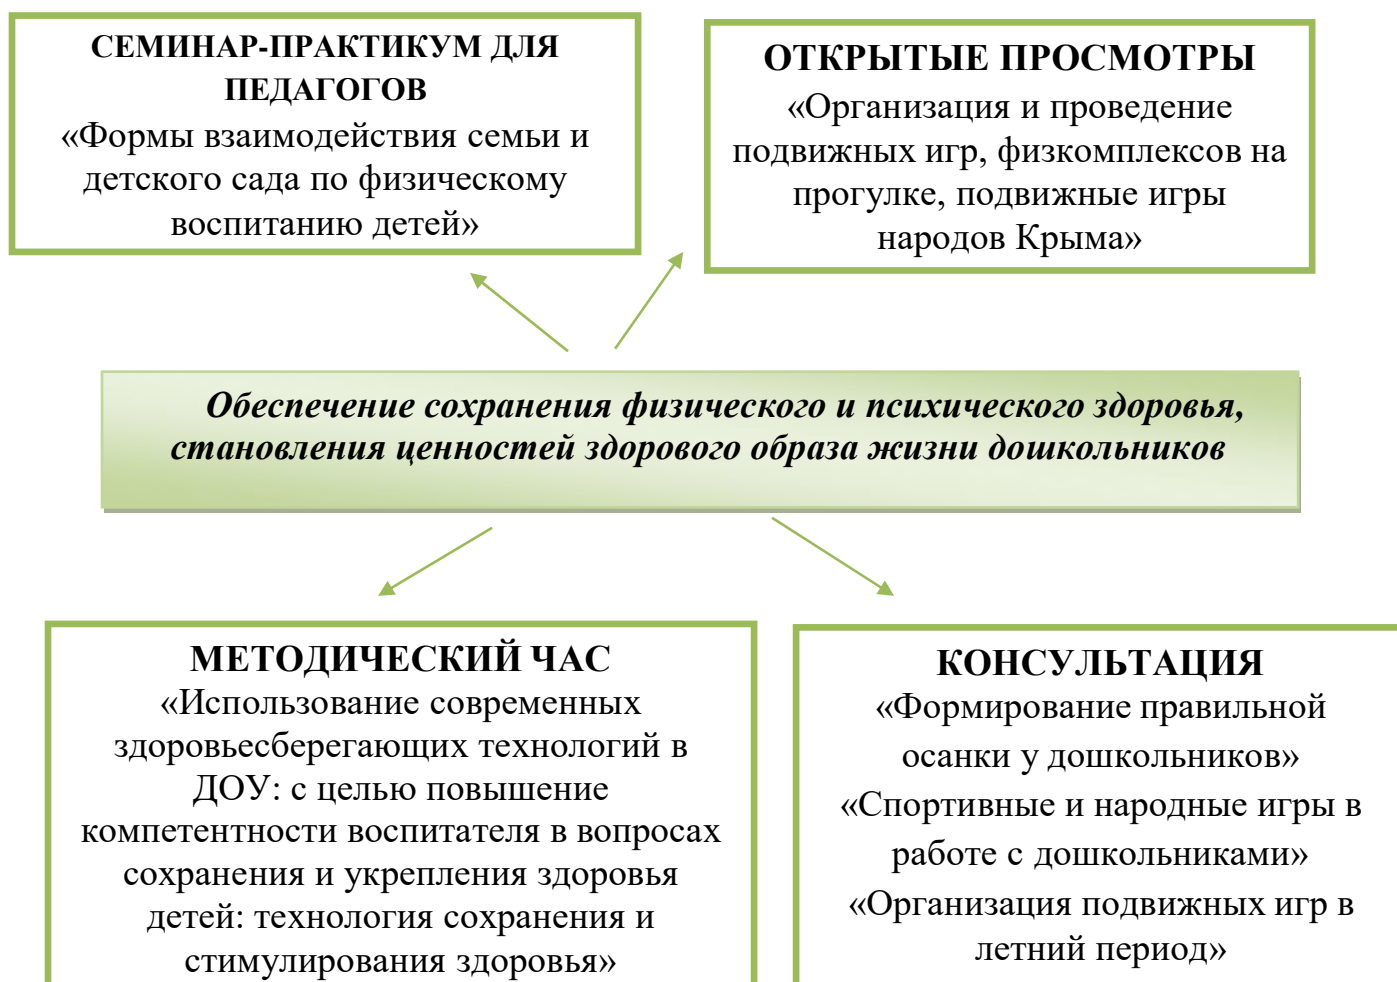 СЕМИНАР-ПРАКТИКУМ ДЛЯ
ПЕДАГОГОВ
«Формы взаимодействия семьи и
детского сада по физическому
воспитанию детей»
ОТКРЫТЫЕ ПРОСМОТРЫ
«Организация и проведение
подвижных игр, физкомплексов на
прогулке, подвижные игры
народов Крыма»
Обеспечение сохранения физического и психического здоровья,
становления ценностей здорового образа жизни дошкольников
МЕТОДИЧЕСКИЙ ЧАС
«Использование современных
здоровьесберегающих технологий в
ДОУ: с целью повышение
компетентности воспитателя в вопросах
сохранения и укрепления здоровья
детей: технология сохранения и
стимулирования здоровья»
КОНСУЛЬТАЦИЯ
«Формирование правильной
осанки у дошкольников»
«Спортивные и народные игры в
работе с дошкольниками»
«Организация подвижных игр в
летний период»